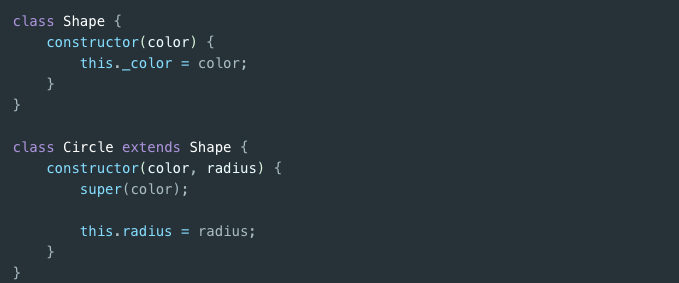 class Shape {
    constructor(color) {
        this._color = color;
    }
}

class Circle extends Shape {
    constructor(color, radius) {
        super(color);

        this.radius = radius;
    }
}